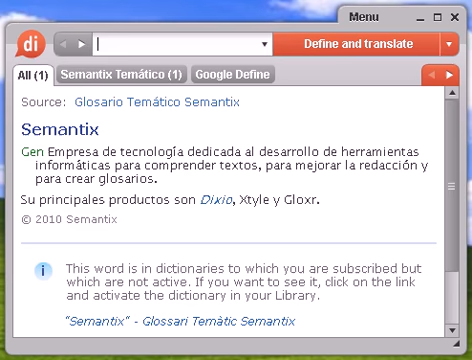 Menu
di
Define and translate
All (1)
Semantix Temático (1)
Google Define
Source: Glosario Temático Semantix
Semantix
Gen Empresa de tecnología dedicada al desarrollo de herramientas
informáticas para comprender textos, para mejorar la redacción y
para crear glosarios.
Su principales productos son Dixio, Xtyle y Gloxr.
© 2010 Semantix
i
This word is in dictionaries to which you are subscribed but
which are not active. If you want to see it, click on the link
and activate the dictionary in your Library.
"Semantix" - Glossari Temàtic Semantix